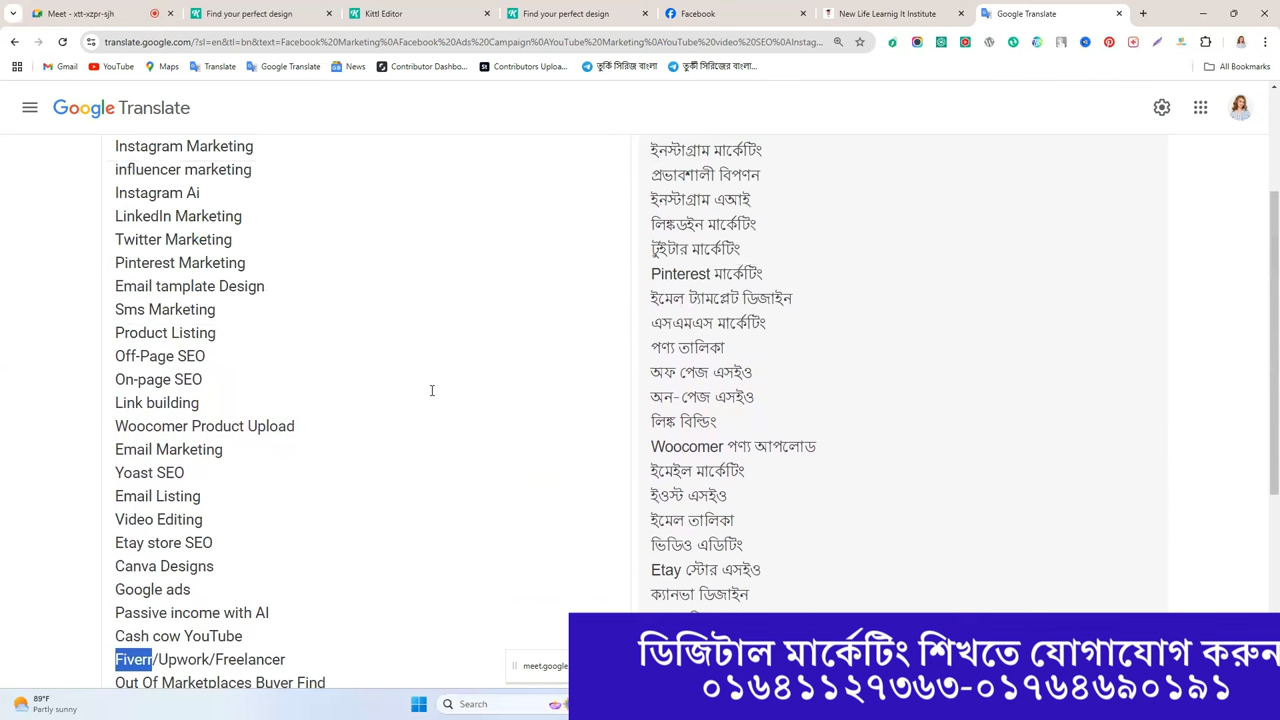 Meet - xtt-xzpr-sjh
Find your perfect design
Kittl Editor
Find your perfect design
Facebook
New Life Learnig It Institute
Google Translate
translate.google.com/?sl=en&tl=bn&text=Facebook%20Marketing%0AFacebook%20Ads%20Campaign%0AYouTube%20Marketing%0AYouTube%20video%20SEO%0AInstag...
Gmail
YouTube
Maps
Translate
Google Translate
News
Contributor Dashbo...
Contributors Uploa...
তুর্কি সিরিজ বাংলা
তুর্কী সিরিজের বাংলা...
All Bookmarks
Google Translate
Instagram Marketing
influencer marketing
Instagram Ai
LinkedIn Marketing
Twitter Marketing
Pinterest Marketing
Email tamplate Design
Sms Marketing
Product Listing
Off-Page SEO
On-page SEO
Link building
Woocomer Product Upload
Email Marketing
Yoast SEO
Email Listing
Video Editing
Etay store SEO
Canva Designs
Google ads
Passive income with AI
Cash cow YouTube
Fiverr/Upwork/Freelancer
Out Of Marketplaces Buyer Find
ইনস্টাগ্রাম মার্কেটিং
প্রভাবশালী বিপণন
ইনস্টাগ্রাম এআই
লিঙ্কডইন মার্কেটিং
টুইটার মার্কেটিং
Pinterest মার্কেটিং
ইমেল ট্যামপ্লেট ডিজাইন
এসএমএস মার্কেটিং
পণ্য তালিকা
অফ পেজ এসইও
অন-পেজ এসইও
লিঙ্ক বিল্ডিং
Woocomer পণ্য আপলোড
ইমেইল মার্কেটিং
ইওস্ট এসইও
ইমেল তালিকা
ভিডিও এডিটিং
Etay স্টোর এসইও
ক্যানভা ডিজাইন
meet.google
ডিজিটাল মার্কেটিং শিখতে যোগাযোগ করুন
০১৬৪১১২৭৩৬৩-০১৭৬৪৬৯০১৯১
89°F
Partly sunny
Search